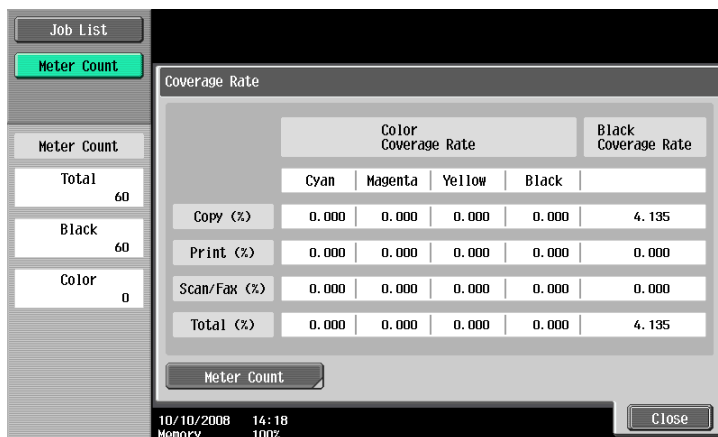 Job List
Meter Count
Coverage Rate
Meter Count
Total
60
Black
60
Color
0
Color
Coverage Rate
Black
Coverage Rate
Cyan Magenta Yellow Black
Copy (%) 0.000 0.000 0.000 0.000 4.135
Print (%) 0.000 0.000 0.000 0.000 0.000
Scan/Fax (%) 0.000 0.000 0.000 0.000 0.000
Total (%) 0.000 0.000 0.000 0.000 4.135
Meter Count
10/10/2008 14:18
Memory 100%
Close